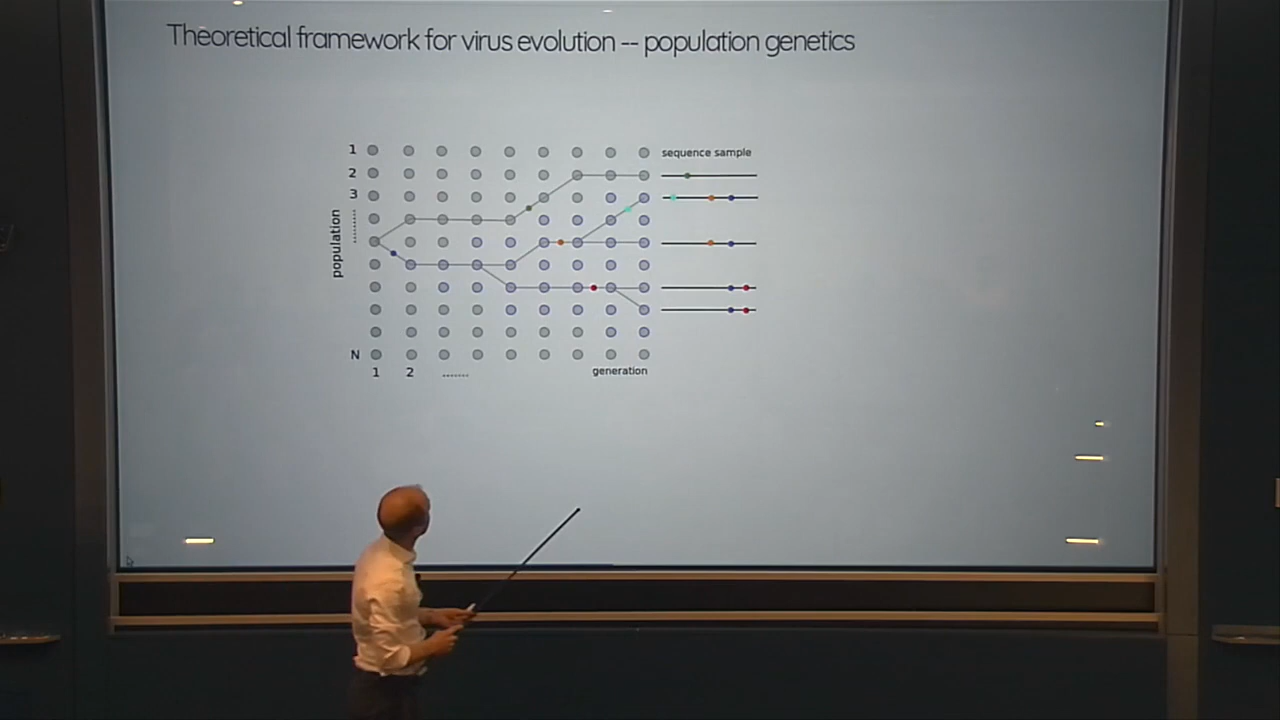 Theoretical framework for virus evolution -- population genetics
1
2
3
........
population
N
1 2 ....... generation
sequence sample